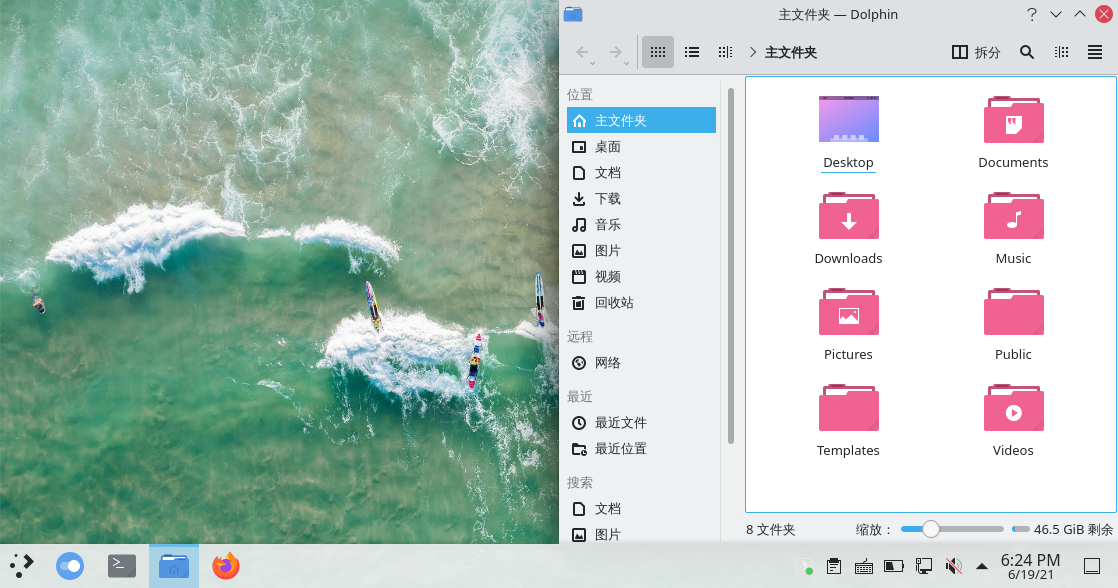 主文件夹 — Dolphin
主文件夹
拆分
位置
主文件夹
桌面
文档
下载
音乐
图片
视频
回收站
远程
网络
最近
最近文件
最近位置
搜索
文档
图片
Desktop
Documents
Downloads
Music
Pictures
Public
Templates
Videos
8 文件夹
缩放：
46.5 GiB 剩余
6:24 PM
6/19/21